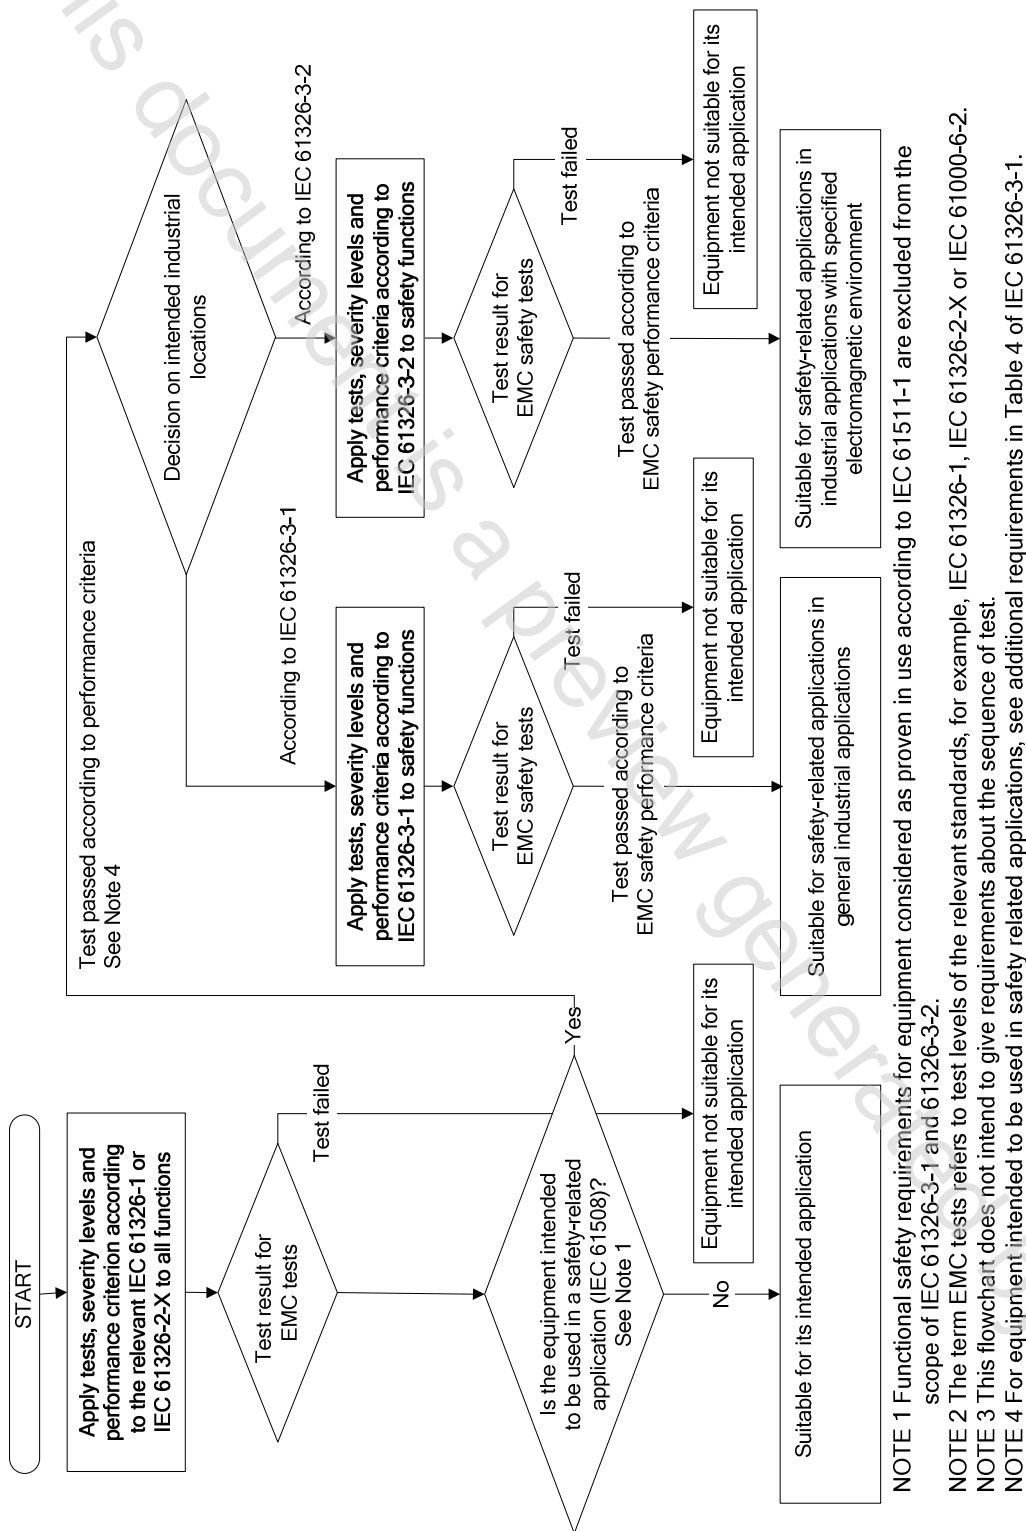 START
Apply tests, severity levels and
performance criterion according
to the relevant IEC 61326-1 or
IEC 61326-2-X to all functions
Test result for
EMC tests
Test failed
Test passed according to performance criteria
See Note 4
Is the equipment intended
to be used in a safety-related
application (IEC 61508)?
See Note 1
Yes
No
Equipment not suitable for its
intended application
Suitable for its intended application
Decision on intended industrial
locations
According to IEC 61326-3-1
Apply tests, severity levels and
performance criteria according to
IEC 61326-3-1 to safety functions
Test result for
EMC safety tests
Test failed
Test passed according to
EMC safety performance criteria
Equipment not suitable for its
intended application
Suitable for safety-related applications in
general industrial applications
According to IEC 61326-3-2
Apply tests, severity levels and
performance criteria according to
IEC 61326-3-2 to safety functions
Test result for
EMC safety tests
Test failed
Test passed according to
EMC safety performance criteria
Equipment not suitable for its
intended application
Suitable for safety-related applications in
industrial applications with specified
electromagnetic environment
NOTE 1 Functional safety requirements for equipment considered as proven in use according to IEC 61511-1 are excluded from the
scope of IEC 61326-3-1 and 61326-3-2.
NOTE 2 The term EMC tests refers to test levels of the relevant standards, for example, IEC 61326-1, IEC 61326-2-X or IEC 61000-6-2.
NOTE 3 This flowchart does not intend to give requirements about the sequence of test.
NOTE 4 For equipment intended to be used in safety related applications, see additional requirements in Table 4 of IEC 61326-3-1.
document is a preview generated